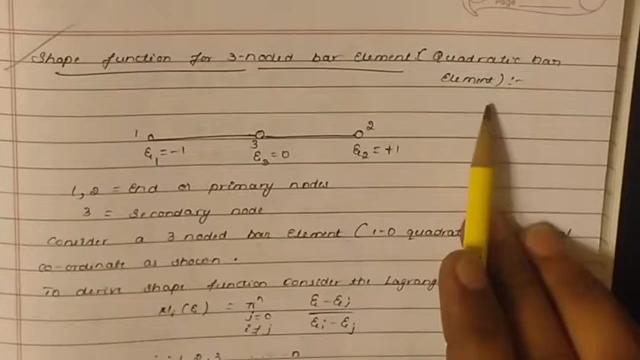 Shape function for 3-noded bar element (Quadratic bar
element) :-
1 2
3
ξ₁ = -1 ξ₃ = 0 ξ₂ = +1
1, 2 = End or primary nodes
3 = Secondary node
Consider a 3 noded bar element (1-D
co-ordinate as shown.
To derive shape function consider the
Nᵢ(ξ) = πⁿ ξ - ξj
j=0 ξi - ξj
i≠j